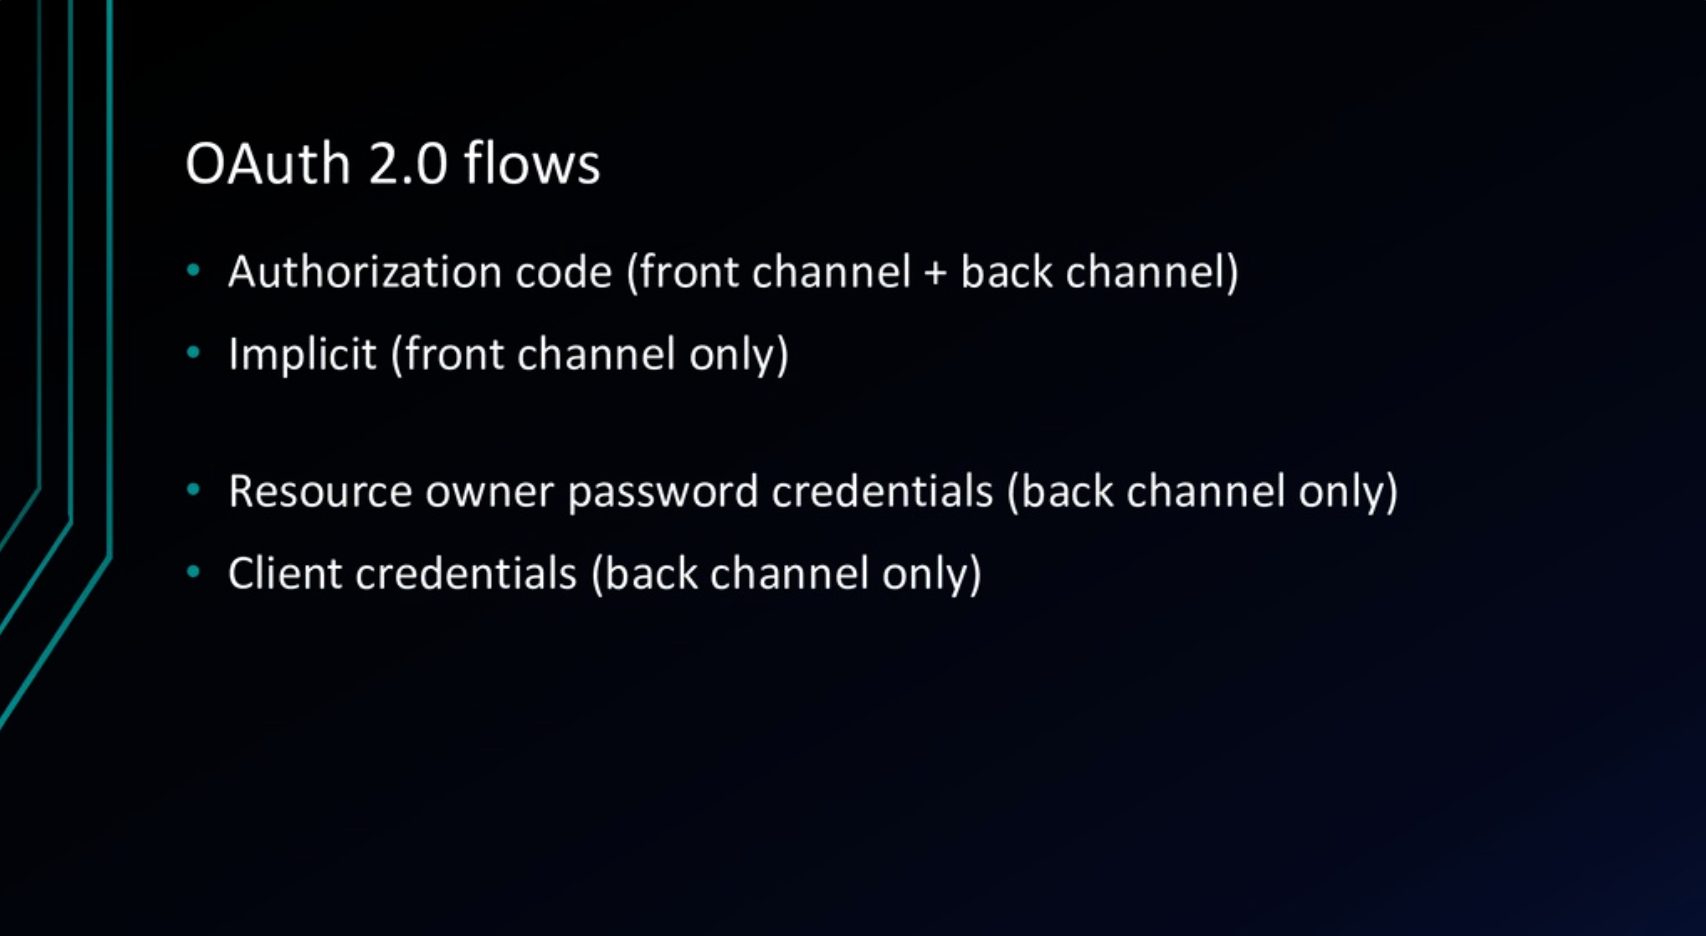 OAuth 2.0 flows
• Authorization code (front channel + back channel)
• Implicit (front channel only)
• Resource owner password credentials (back channel only)
• Client credentials (back channel only)